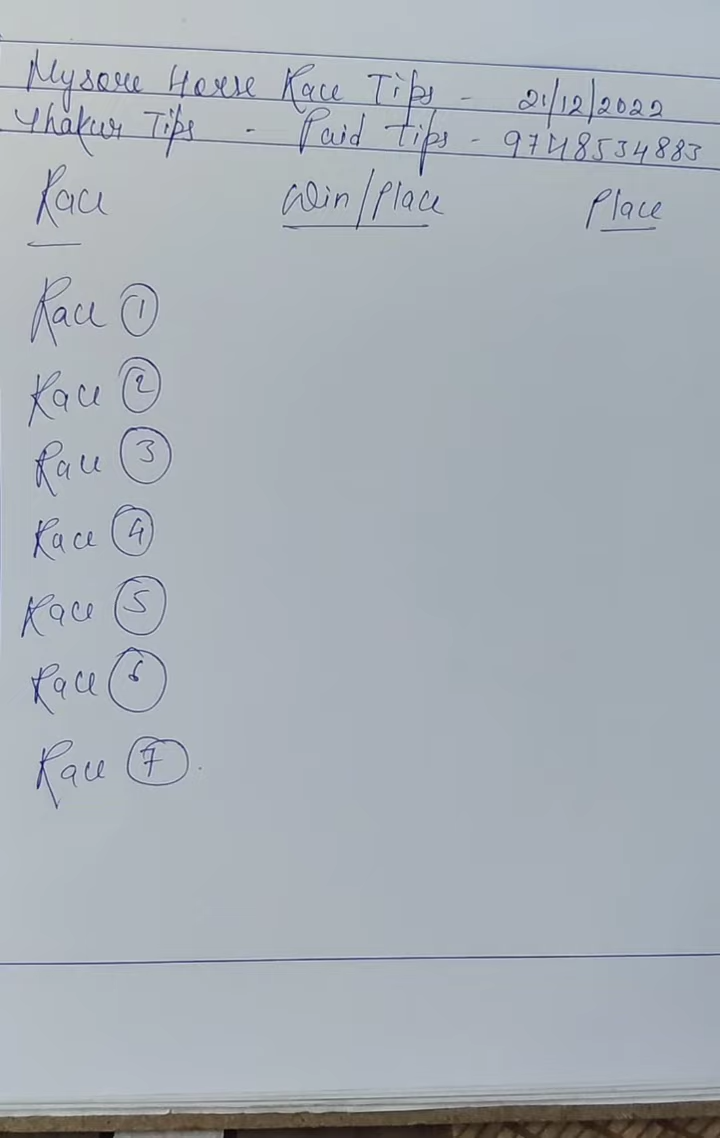 Mysore Horse Race Tips - 21/12/2022
Thakur Tips - Paid tips - 9748534883
Race Win/Place Place
Race 1
Race 2
Race 3
Race 4
Race 5
Race 6
Race 7